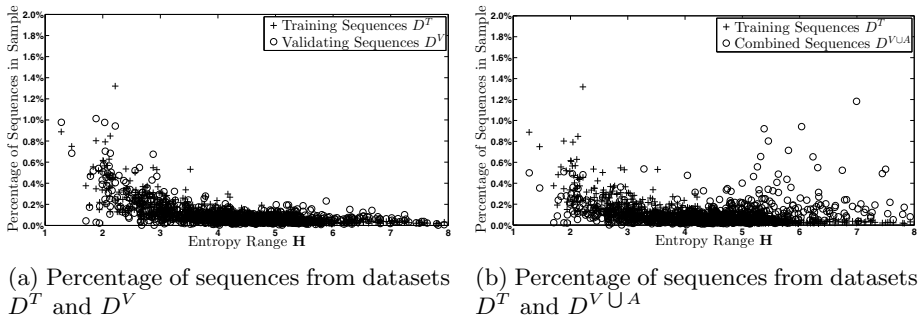 2.0%
1.8%
1.6%
1.4%
1.2%
1.0%
0.8%
0.6%
0.4%
0.2%
0.0%
Percentage of Sequences in Sample
+ Training Sequences D^T
o Validating Sequences D^V
1 2 3 4 5 6 7 8
Entropy Range H
(a) Percentage of sequences from datasets
D^T and D^V
2.0%
1.8%
1.6%
1.4%
1.2%
1.0%
0.8%
0.6%
0.4%
0.2%
0.0%
Percentage of Sequences in Sample
+ Training Sequences D^T
o Combined Sequences D^{V∪A}
1 2 3 4 5 6 7 8
Entropy Range H
(b) Percentage of sequences from datasets
D^T and D^{V⋃A}